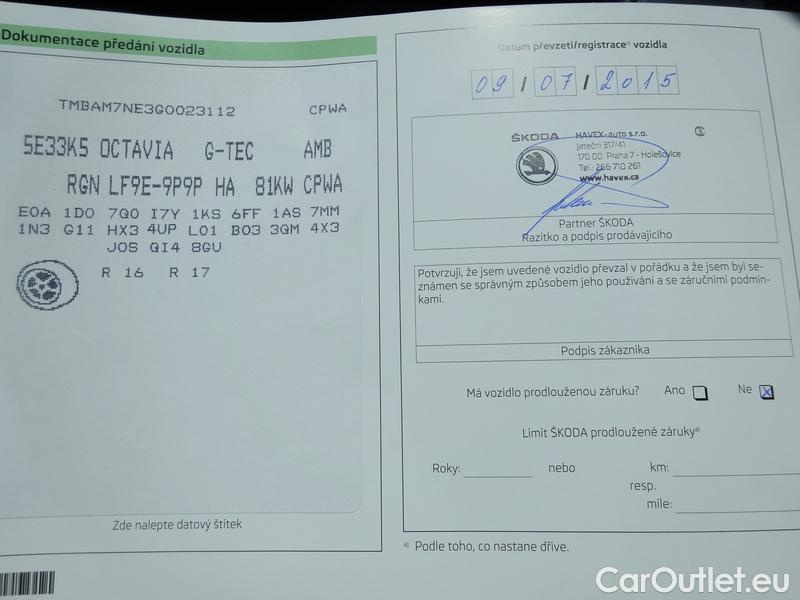 Dokumentace předání vozidla
TMBAM7NE3G0023112 CPWA
5E33K5 OCTAVIA G-TEC AMB
RGN LF9E-9P9P HA 81KW CPWA
E0A 1D0 7Q0 I7Y 1KS 6FF 1AS 7MM
1N3 G11 HX3 4UP L01 B03 3QM 4X3
J0S QI4 8GU
R 16 R 17
Zde nalepte datový štítek
Datum převzetí/registrace vozidla
09/07/2015
ŠKODA
HAVEX-auto s.r.o.
Jateční 317/41
170 00 Praha 7 - Holešovice
Tel.: 266 710 261
www.havex.cz
Partner ŠKODA
Razítko a podpis prodávajícího
Potvrzuji, že jsem uvedené vozidlo převzal v pořádku a že jsem byl se-
známen se správným způsobem jeho používání a se záručními podmín-
kami.
Podpis zákazníka
Má vozidlo prodlouženou záruku? Ano Ne
Limit ŠKODA prodloužené záruky a)
Roky: nebo km:
resp.
míle:
a) Podle toho, co nastane dříve.
CarOutlet.eu